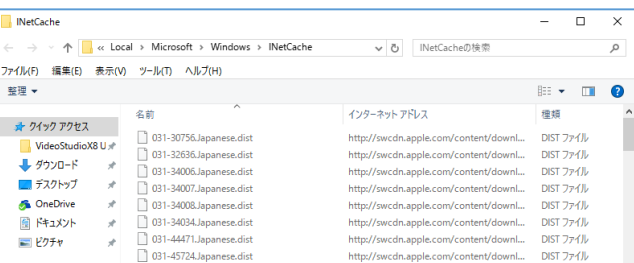 INetCache
« Local › Microsoft › Windows › INetCache
INetCacheの検索
ファイル(F) 編集(E) 表示(V) ツール(T) ヘルプ(H)
整理
名前 インターネット アドレス 種類
クイック アクセス
VideoStudioX8 U
ダウンロード
デスクトップ
OneDrive
ドキュメント
ピクチャ
031-30756.Japanese.dist http://swcdn.apple.com/content/downl... DIST ファイル
031-32636.Japanese.dist http://swcdn.apple.com/content/downl... DIST ファイル
031-34006.Japanese.dist http://swcdn.apple.com/content/downl... DIST ファイル
031-34007.Japanese.dist http://swcdn.apple.com/content/downl... DIST ファイル
031-34008.Japanese.dist http://swcdn.apple.com/content/downl... DIST ファイル
031-34034.Japanese.dist http://swcdn.apple.com/content/downl... DIST ファイル
031-44471.Japanese.dist http://swcdn.apple.com/content/downl... DIST ファイル
031-45724.Japanese.dist http://swcdn.apple.com/content/downl... DIST ファイル